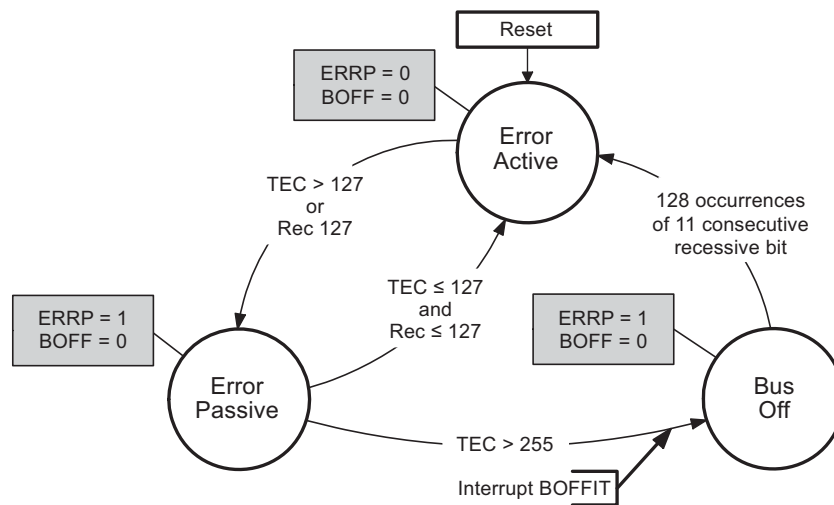 Reset
ERRP = 0
BOFF = 0
Error
Active
TEC > 127
or
Rec 127
128 occurrences
of 11 consecutive
recessive bit
TEC ≤ 127
and
Rec ≤ 127
ERRP = 1
BOFF = 0
ERRP = 1
BOFF = 0
Error
Passive
Bus
Off
TEC > 255
Interrupt BOFFIT